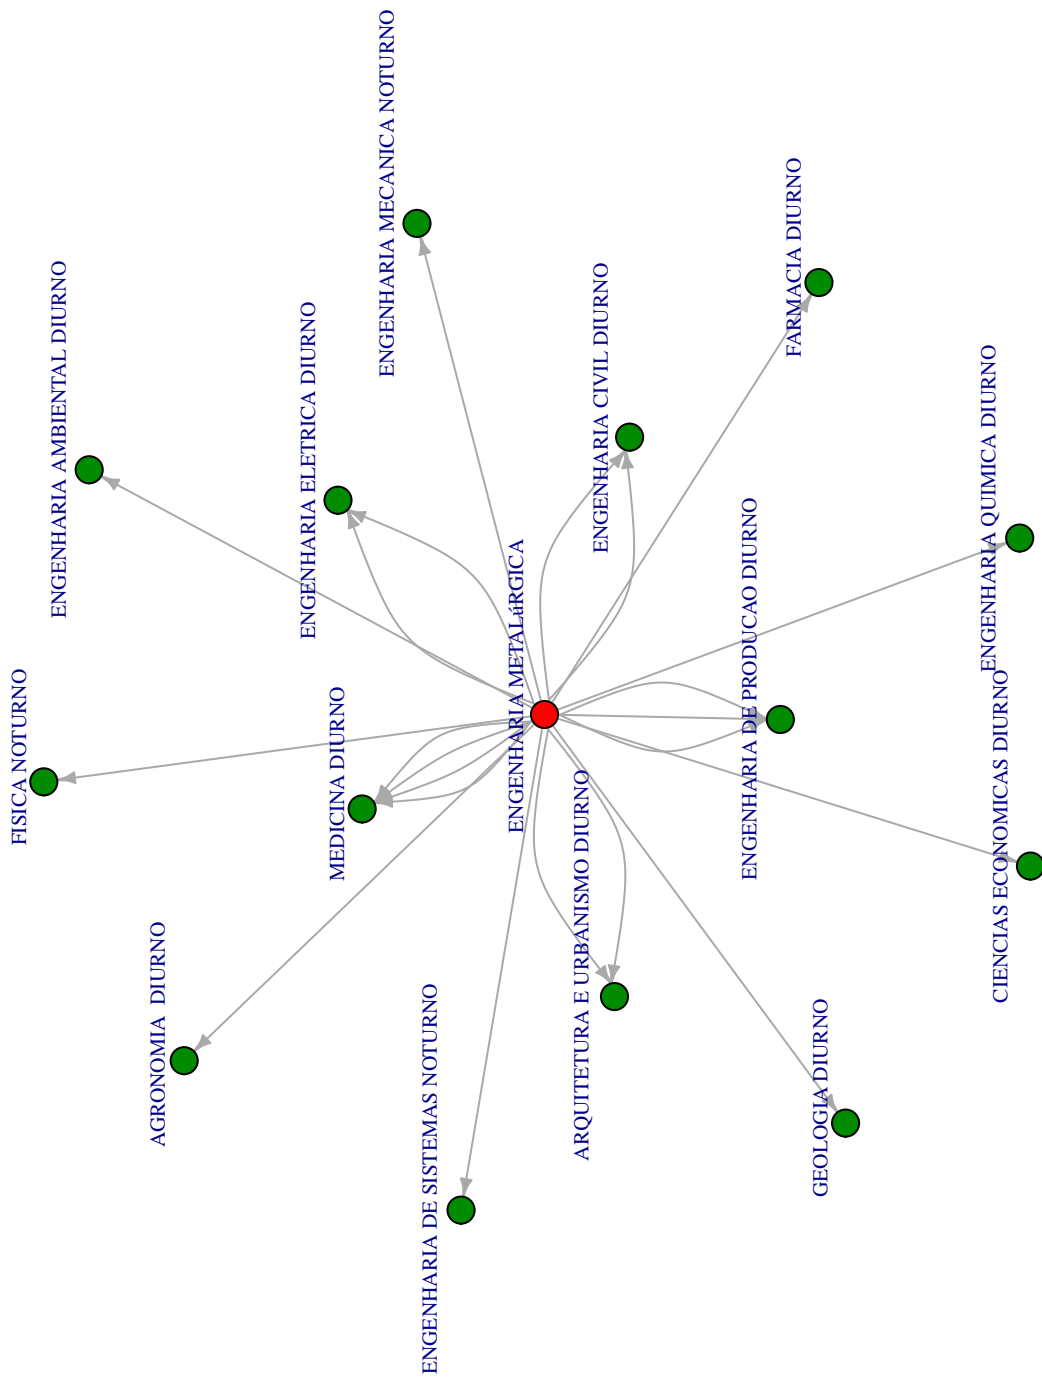 FISICA NOTURNO
ENGENHARIA AMBIENTAL DIURNO
AGRONOMIA  DIURNO
ENGENHARIA ELETRICA DIURNO
MEDICINA DIURNO
ENGENHARIA MECANICA NOTURNO
ENGENHARIA DE SISTEMAS NOTURNO
ENGENHARIA METALúRGICA
ARQUITETURA E URBANISMO DIURNO
ENGENHARIA CIVIL DIURNO
ENGENHARIA DE PRODUCAO DIURNO
FARMACIA DIURNO
GEOLOGIA DIURNO
ENGENHARIA QUIMICA DIURNO
CIENCIAS ECONOMICAS DIURNO